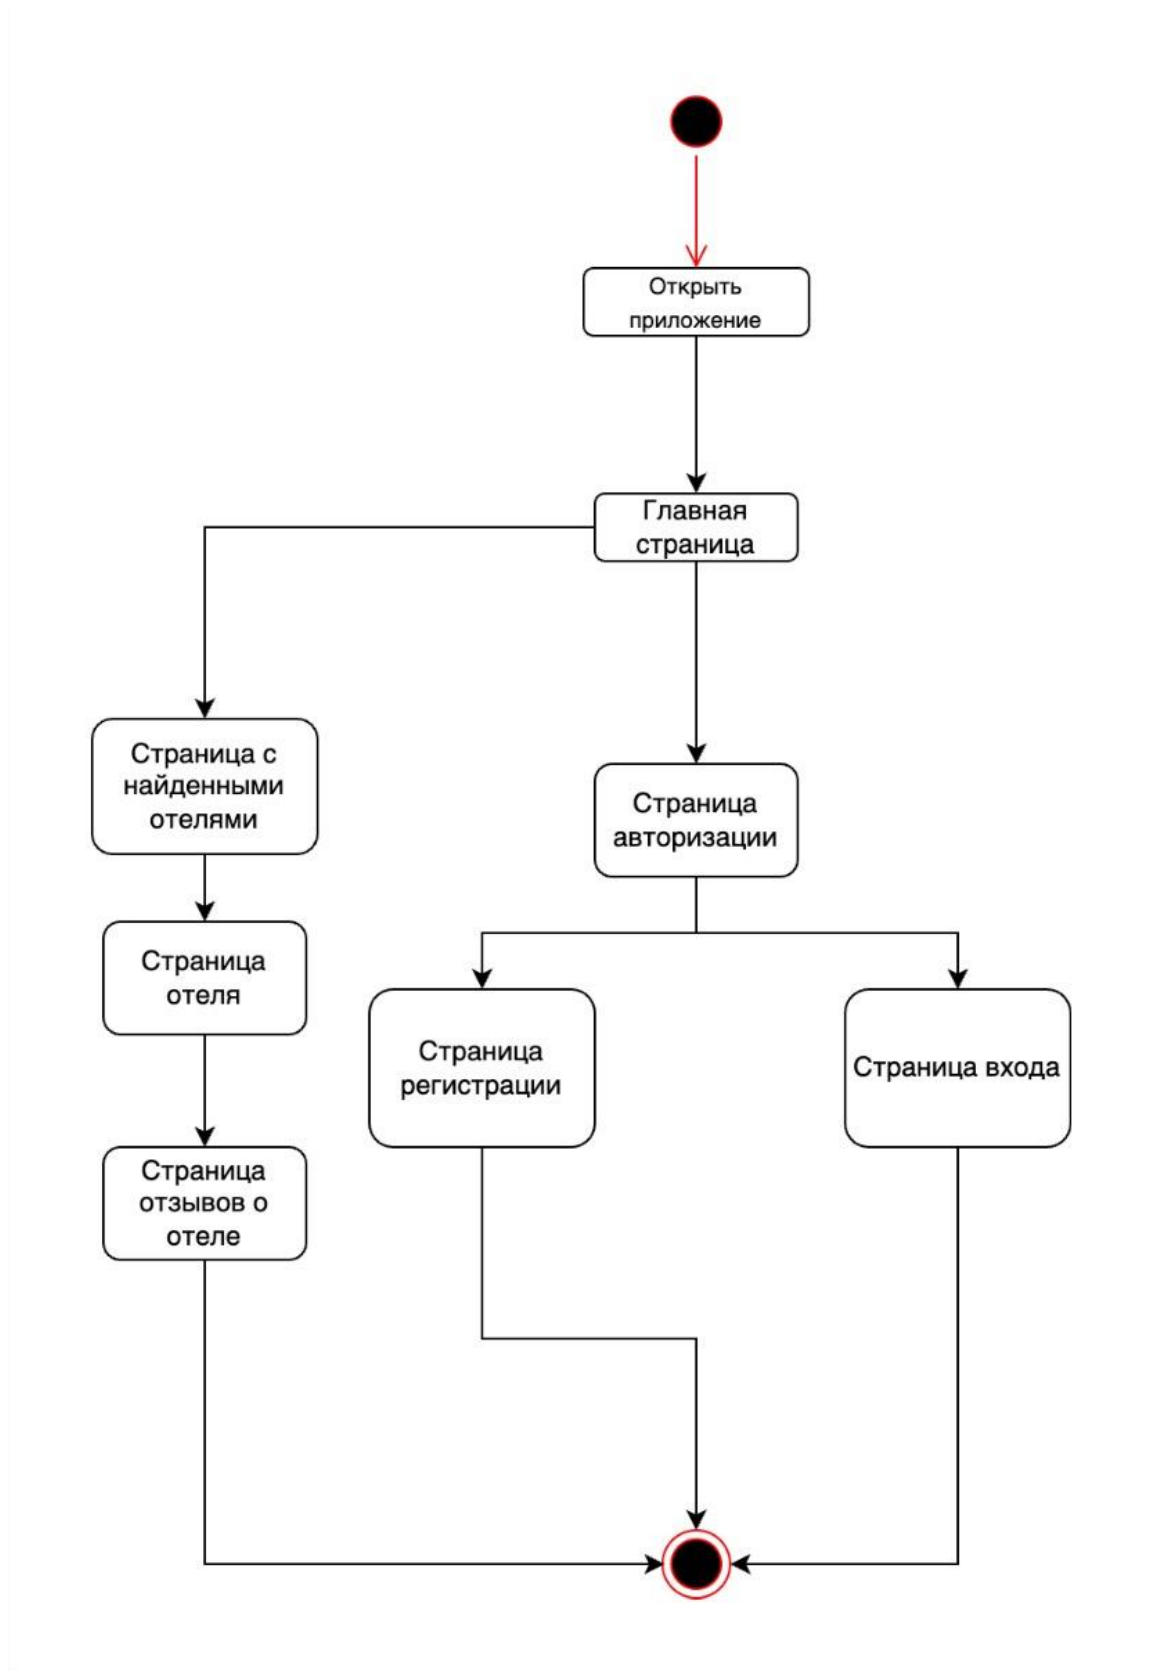 Открыть
приложение
Главная
страница
Страница с
найденными
отелями
Страница
авторизации
Страница
отеля
Страница
регистрации
Страница входа
Страница
отзывов о
отеле